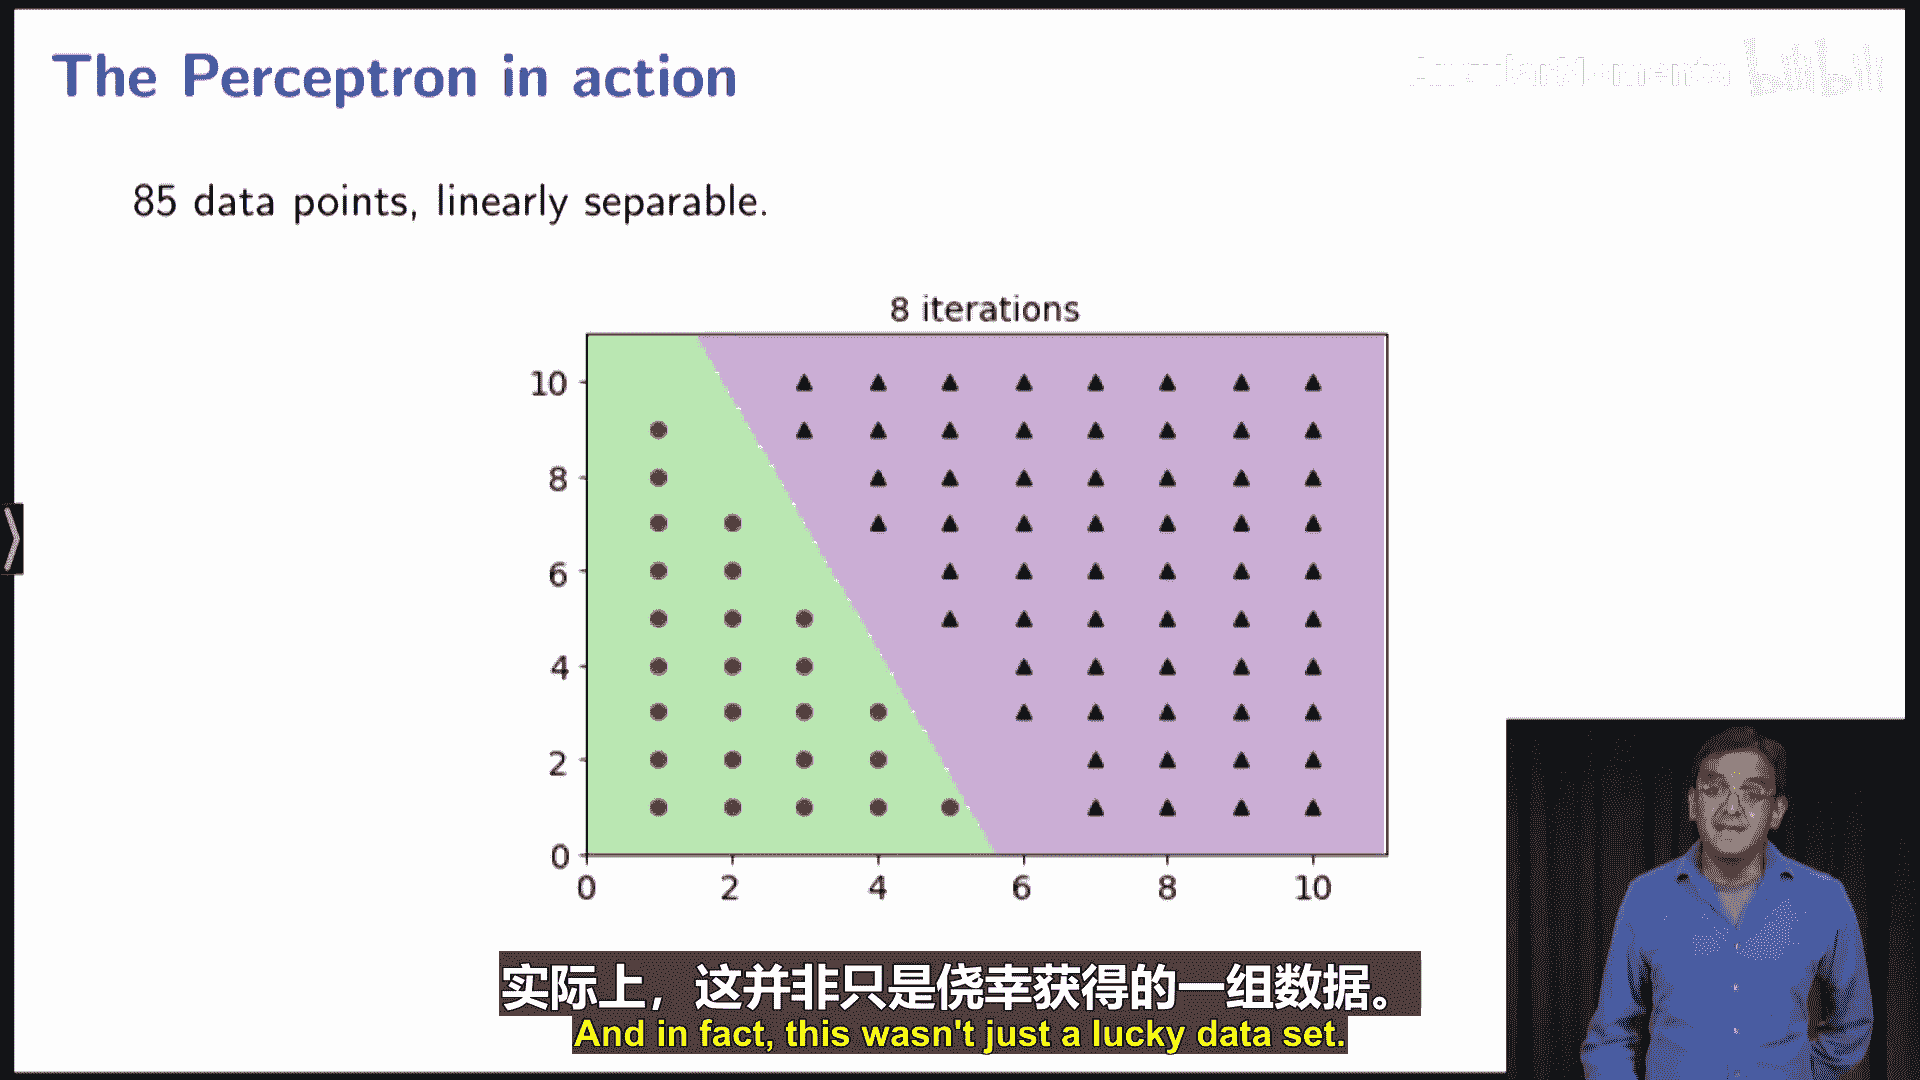 The Perceptron in action
bilibili
85 data points, linearly separable.
8 iterations
10
8
6
4
2
0
0 2 4 6 8 10
实际上，这并非只是侥幸获得的一组数据。
And in fact, this wasn't just a lucky data set.